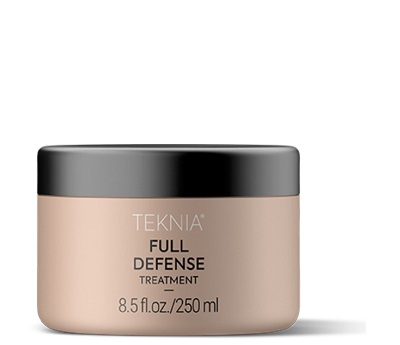 TEKNIA®
FULL
DEFENSE
TREATMENT
8.5 fl.oz./250 ml